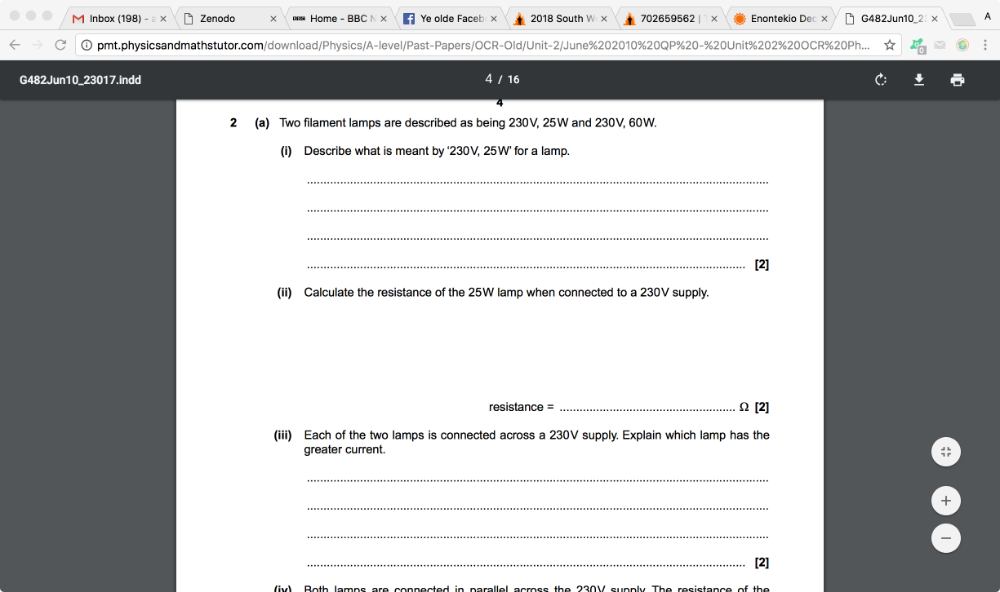 Inbox (198) - a
Zenodo
Home - BBC N
Ye olde Faceb
2018 South W
702659562 | T
Enontekio Dec
G482Jun10_23
A
pmt.physicsandmathstutor.com/download/Physics/A-level/Past-Papers/OCR-Old/Unit-2/June%202010%20QP%20-%20Unit%202%20OCR%20Ph...
0
G482Jun10_23017.indd
4 / 16
4
2 (a) Two filament lamps are described as being 230V, 25W and 230V, 60W.
(i) Describe what is meant by ‘230V, 25W’ for a lamp.
[2]
(ii) Calculate the resistance of the 25W lamp when connected to a 230V supply.
resistance = .................................................... Ω [2]
(iii) Each of the two lamps is connected across a 230V supply. Explain which lamp has the
greater current.
[2]
(iv) Both lamps are connected in parallel across the 230V supply. The resistance of the